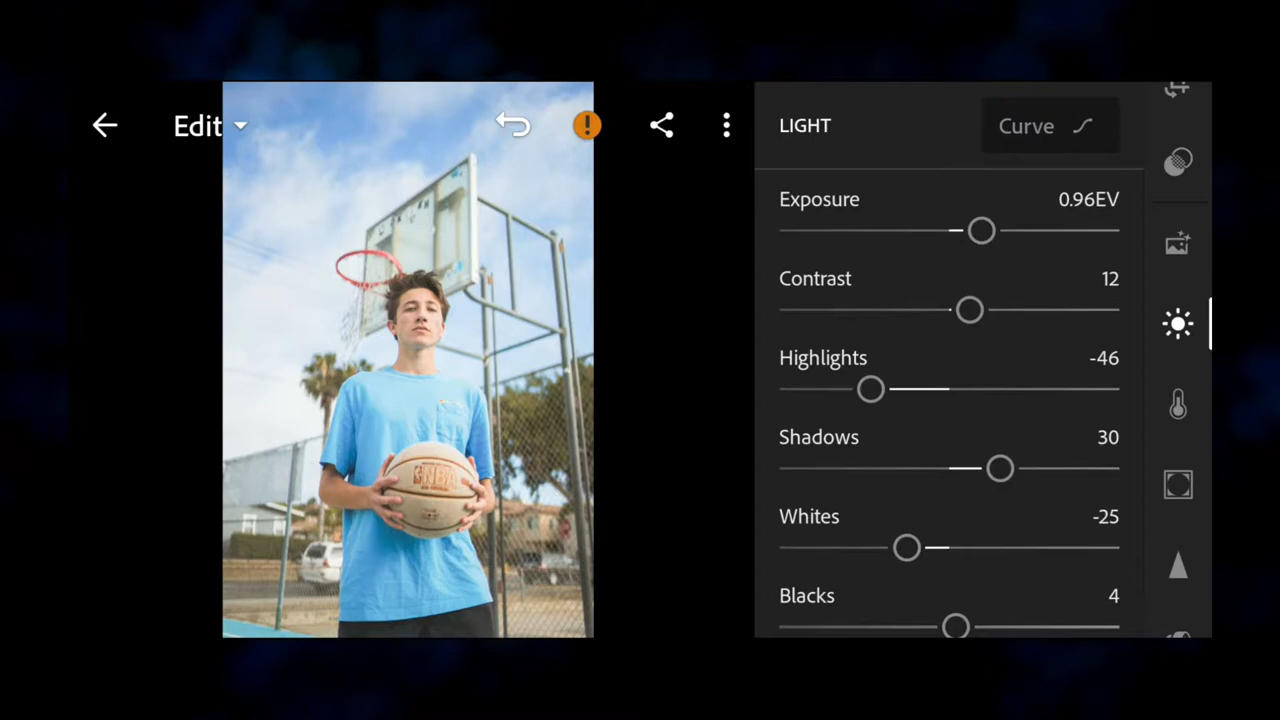 Edit
LIGHT
Curve
Exposure 0.96EV
Contrast 12
Highlights -46
Shadows 30
Whites -25
Blacks 4
NBA